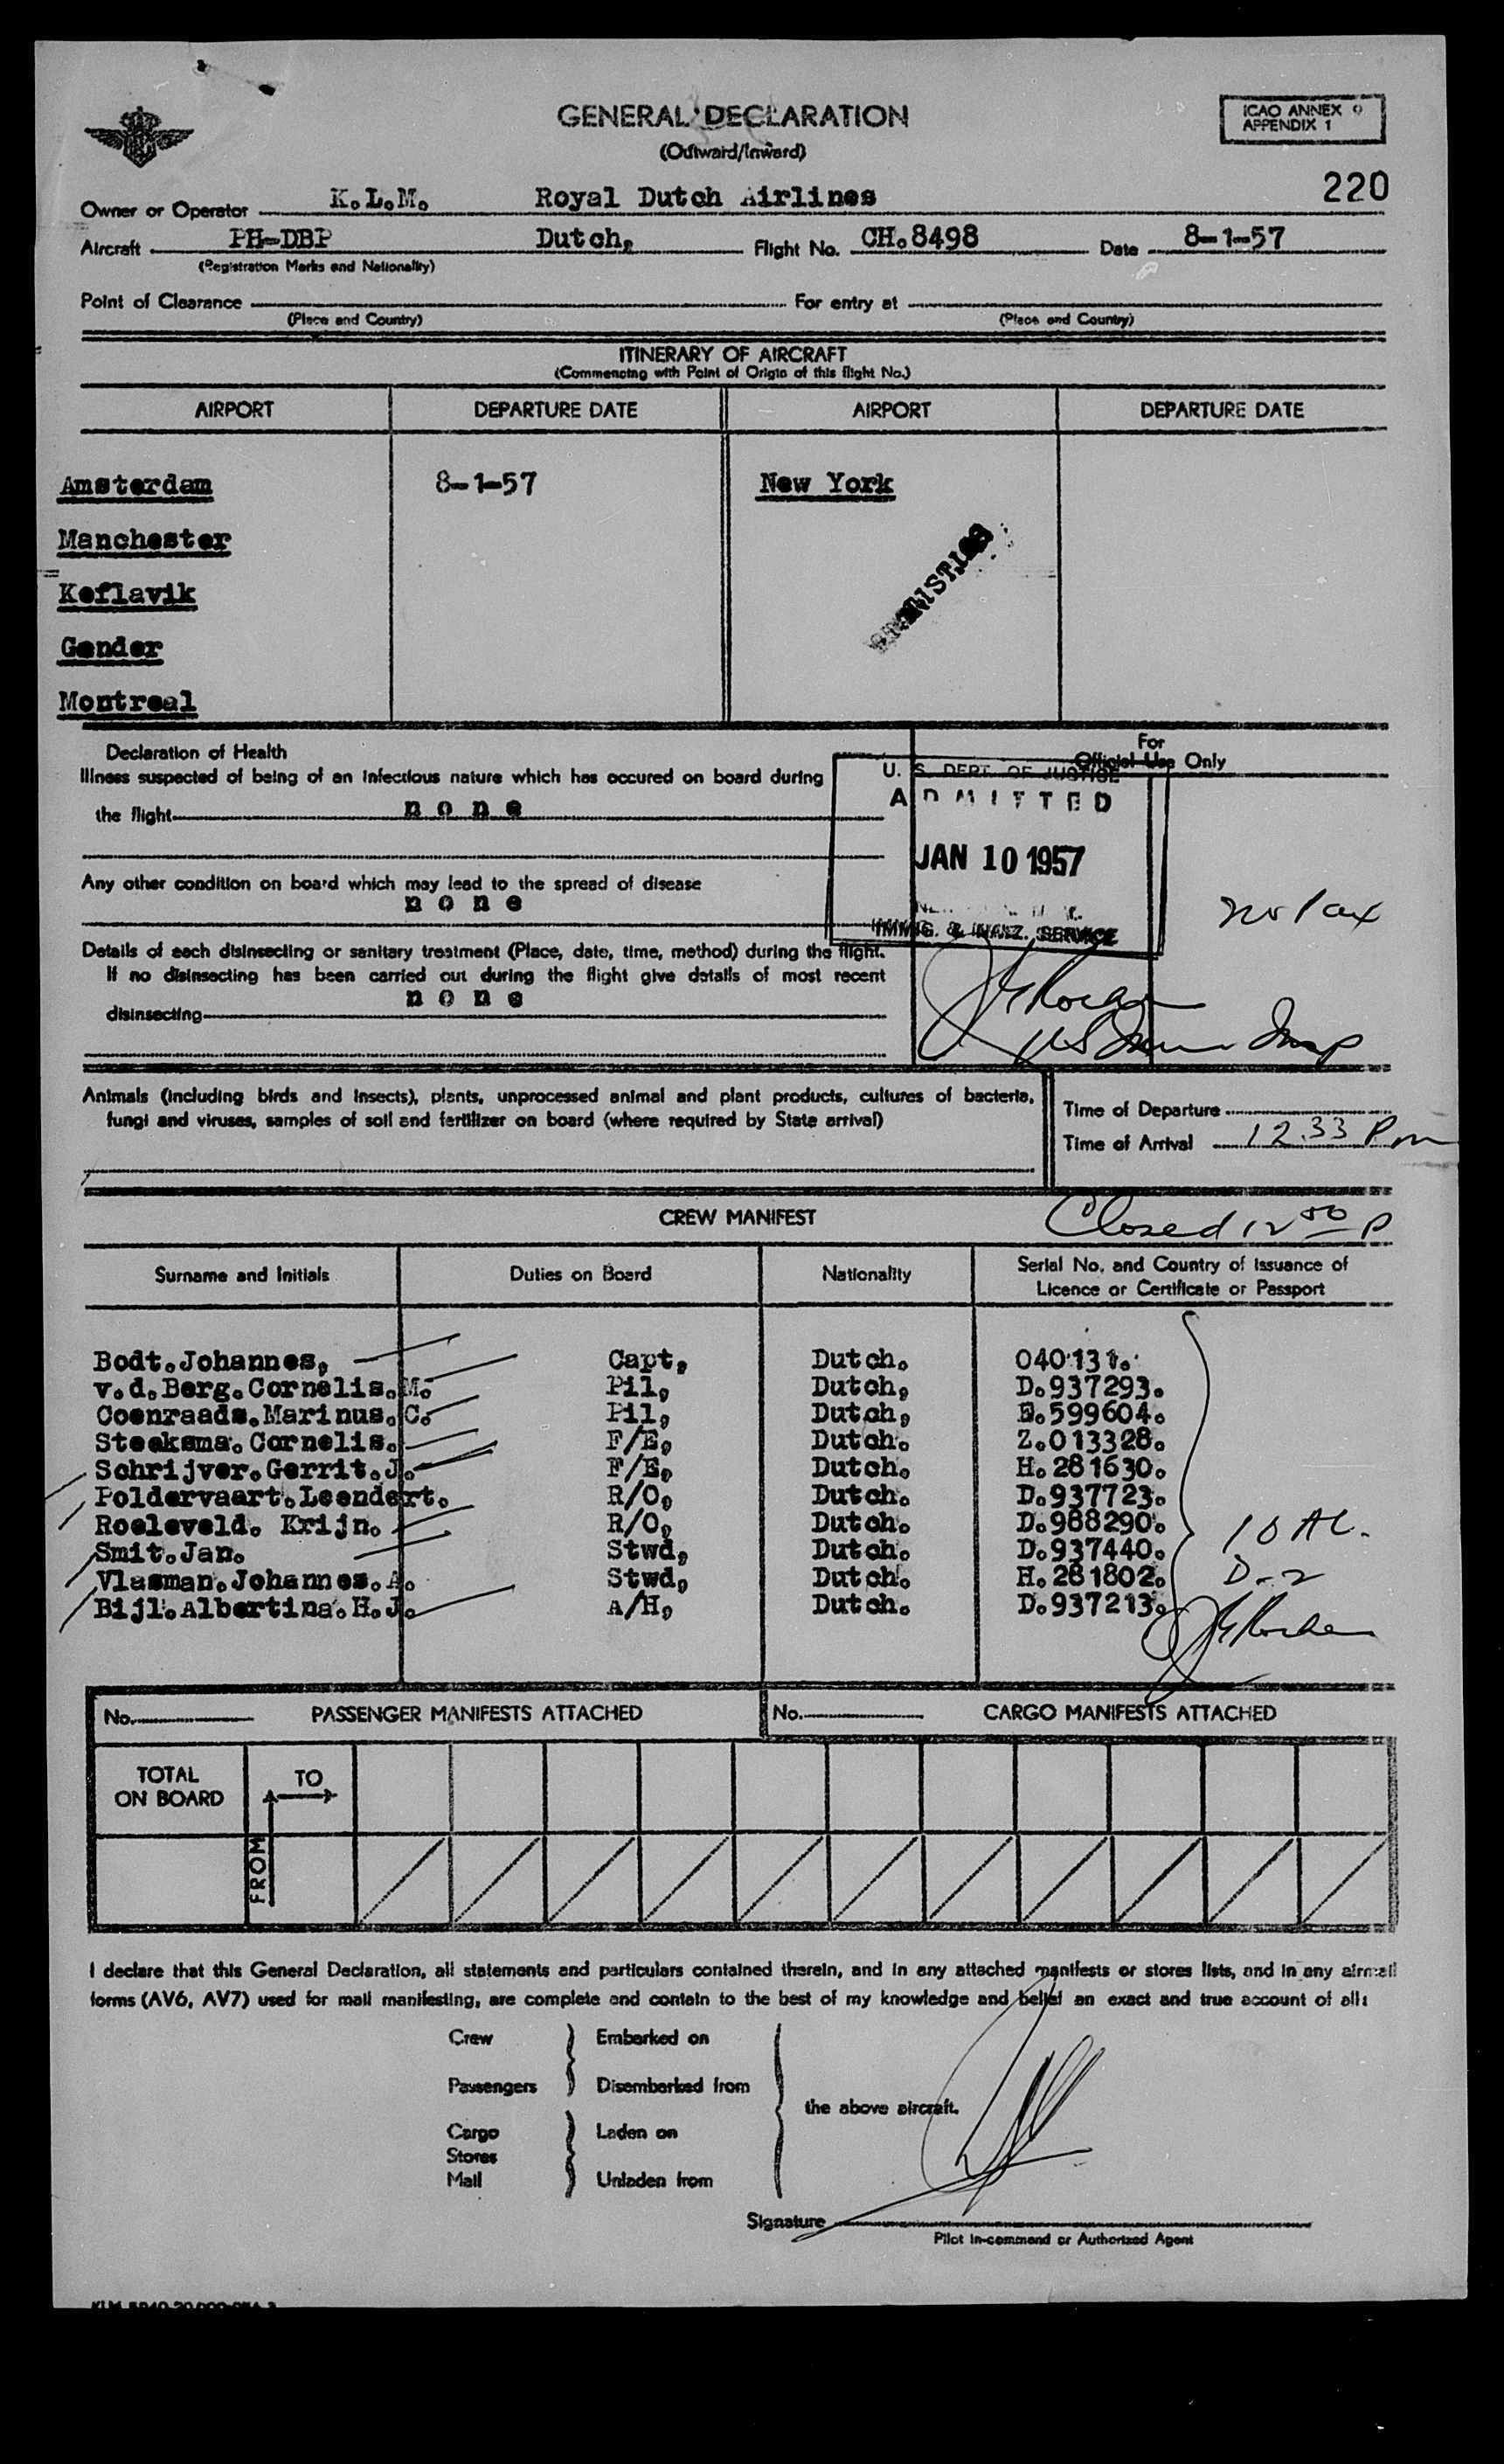 GENERAL DECLARATION
(Outward/Inward)
ICAO ANNEX 9
APPENDIX 1
220
Owner or Operator K.L.M. Royal Dutch Airlines
Aircraft PH-DBP Dutch, Flight No. CH.8498 Date 8-1-57
(Registration Marks and Nationality)
Point of Clearance For entry at
(Place and Country) (Place and Country)
ITINERARY OF AIRCRAFT
(Commencing with Point of Origin of this flight No.)
AIRPORT DEPARTURE DATE AIRPORT DEPARTURE DATE
Amsterdam 8-1-57 New York
Manchester
Keflavik
Gander
Montreal
Declaration of Health
Illness suspected of being of an infectious nature which has occured on board during
the flight none
Any other condition on board which may lead to the spread of disease
none
Details of each disinsecting or sanitary treatment (Place, date, time, method) during the flight.
If no disinsecting has been carried out during the flight give details of most recent
none
disinsecting
For
Official Use Only
U. S. DEPT. OF JUSTICE
ADMITTED
JAN 10 1957
IMMIG. & NATZ. SERVICE
no tax
Animals (including birds and insects), plants, unprocessed animal and plant products, cultures of bacteria,
fungi and viruses, samples of soil and fertilizer on board (where required by State arrival)
Time of Departure
Time of Arrival 12.33 Pm
CREW MANIFEST
Closed 12 50 P
Surname and Initials Duties on Board Nationality Serial No. and Country of Issuance of
Licence or Certificate or Passport
Bodt.Johannes, Capt, Dutch. 040131.
v.d.Berg.Cornelis.M. Pil, Dutch, D.937293.
Coenraads.Marinus.C. Pil, Dutch, E.599604.
Steeksma.Cornelis. F/E, Dutch. Z.013328.
Schrijver.Gerrit.J. F/E, Dutch. H.281630.
Poldervaart.Leendert. R/O, Dutch. D.937723.
Roeleveld. Krijn. R/O, Dutch. D.988290.
Smit.Jan. Stwd, Dutch. D.937440.
Vlasman.Johannes.A. Stwd, Dutch. H.281802.
Bijl.Albertina.H.J. A/H, Dutch. D.937213.
10 AC.
D-2
No. PASSENGER MANIFESTS ATTACHED No. CARGO MANIFESTS ATTACHED
TOTAL
ON BOARD
TO
FROM
I declare that this General Declaration, all statements and particulars contained therein, and in any attached manifests or stores lists, and in any airmail
forms (AV6, AV7) used for mail manifesting, are complete and contain to the best of my knowledge and belief an exact and true account of all:
Crew Embarked on
Passengers Disembarked from
the above aircraft.
Cargo Laden on
Stores
Mail Unladen from
Signature
Pilot in-command or Authorized Agent